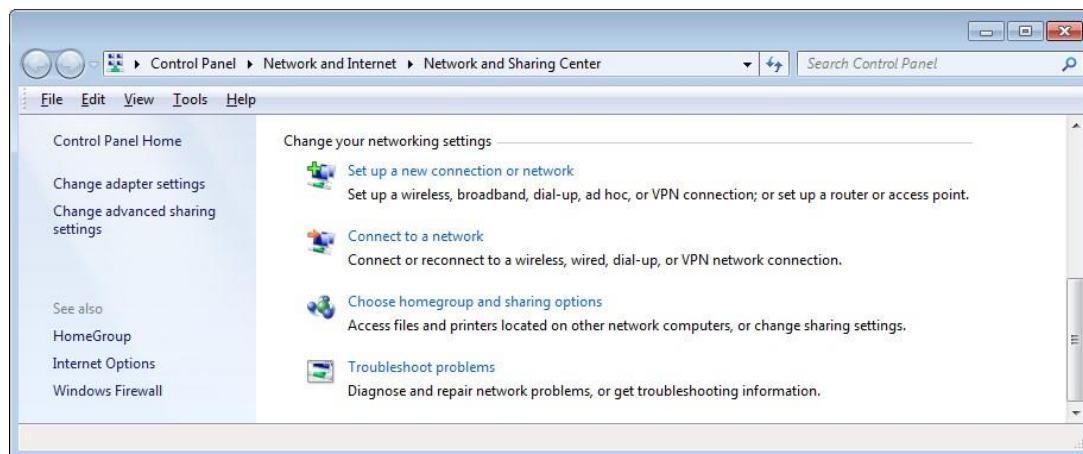 Control Panel Network and Internet Network and Sharing Center Search Control Panel
File Edit View Tools Help
Control Panel Home
Change adapter settings
Change advanced sharing
settings
See also
HomeGroup
Internet Options
Windows Firewall
Change your networking settings
Set up a new connection or network
Set up a wireless, broadband, dial-up, ad hoc, or VPN connection; or set up a router or access point.
Connect to a network
Connect or reconnect to a wireless, wired, dial-up, or VPN network connection.
Choose homegroup and sharing options
Access files and printers located on other network computers, or change sharing settings.
Troubleshoot problems
Diagnose and repair network problems, or get troubleshooting information.